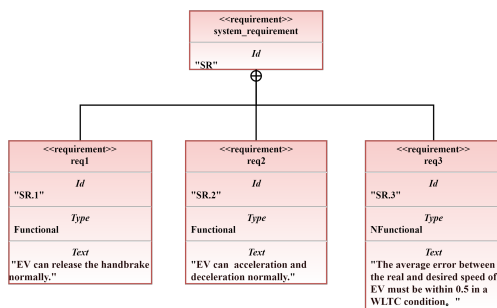 <<requirement>>
system_requirement
Id
"SR"
<<requirement>>
req1
Id
"SR.1"
Type
Functional
Text
"EV can release the handbrake
normally."
<<requirement>>
req2
Id
"SR.2"
Type
Functional
Text
"EV can  acceleration and
deceleration normally."
<<requirement>>
req3
Id
"SR.3"
Type
NFunctional
Text
"The average error between
the real and desired speed of
EV must be within 0.5 in a
WLTC condition。"